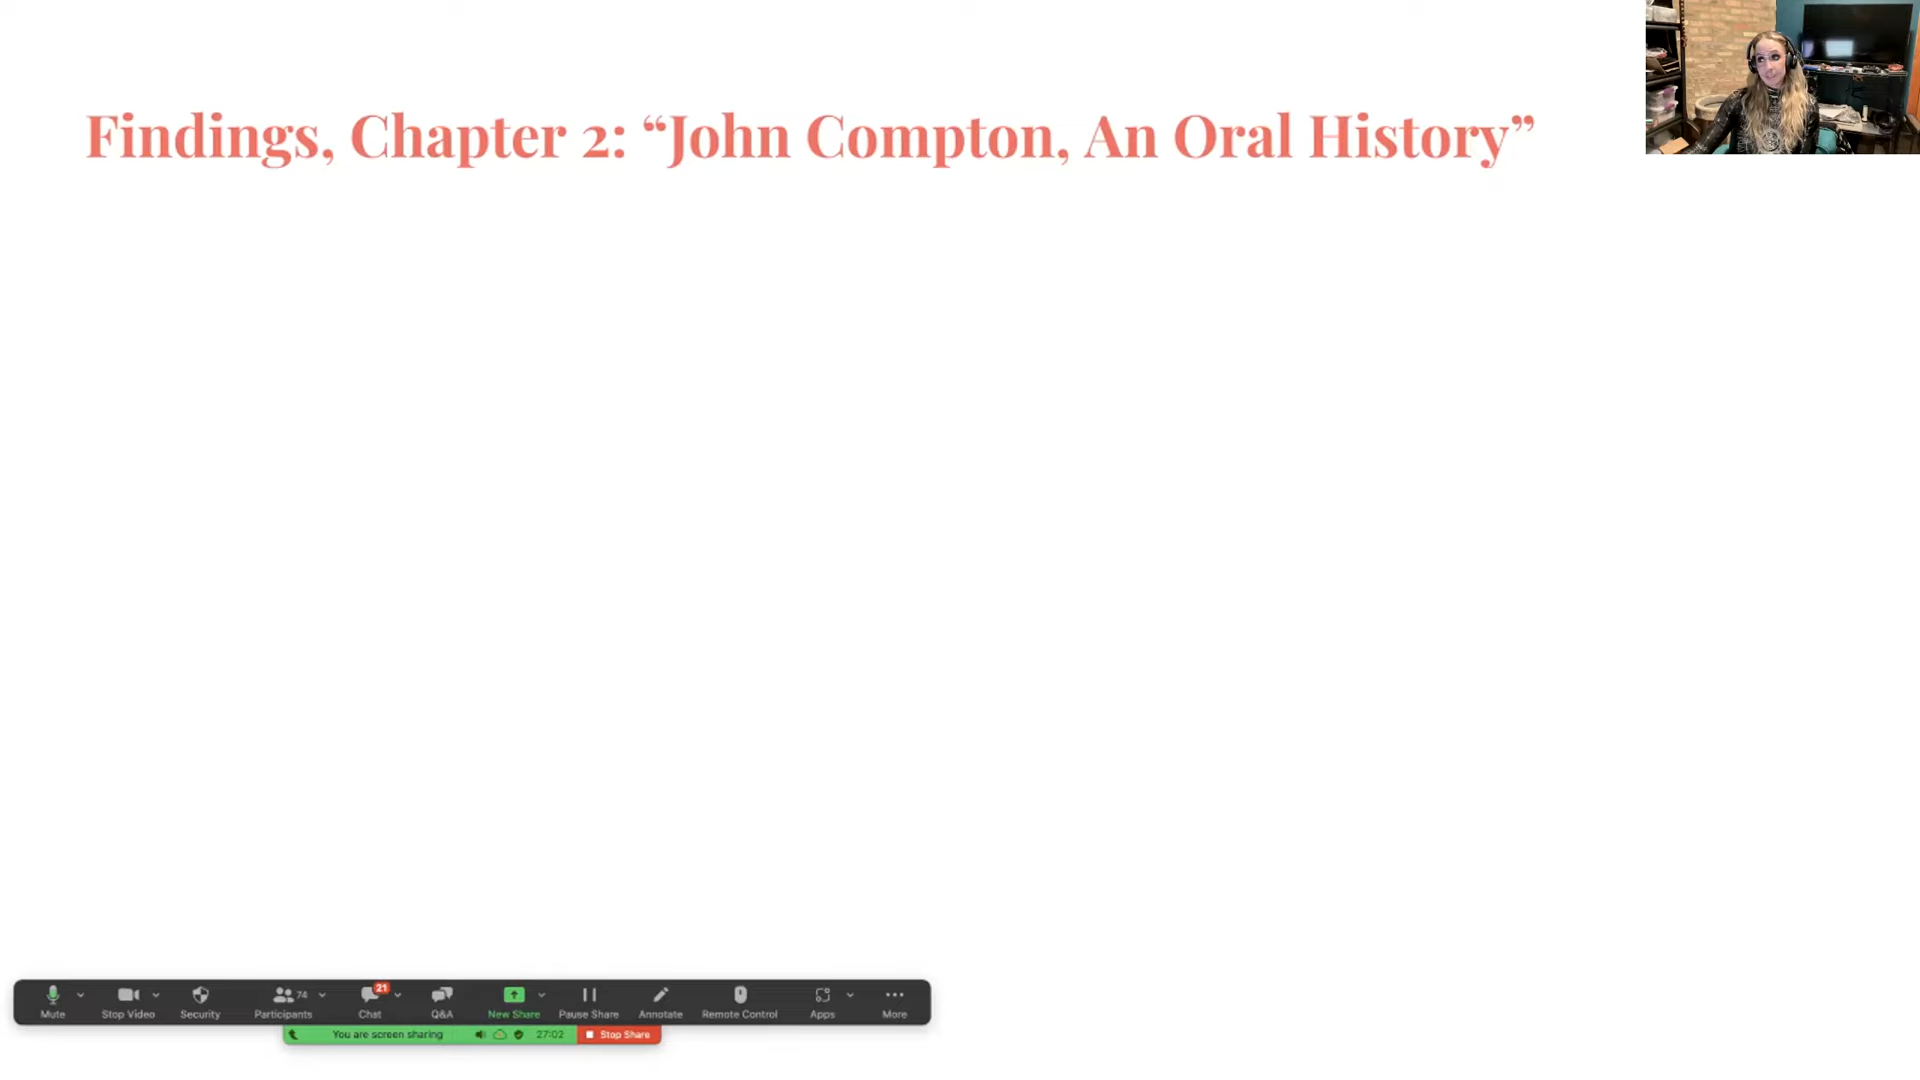 Findings, Chapter 2: “John Compton, An Oral History”
74
21
Mute
Stop Video
Security
Participants
Chat
Q&A
New Share
Pause Share
Annotate
Remote Control
Apps
More
You are screen sharing
27:02
Stop Share